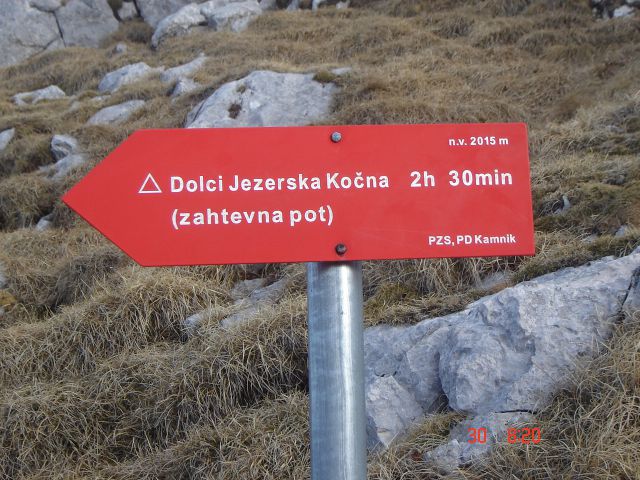 n.v. 2015 m
Dolci Jezerska Kočna 2h 30min
(zahtevna pot)
PZS, PD Kamnik
30 8:20